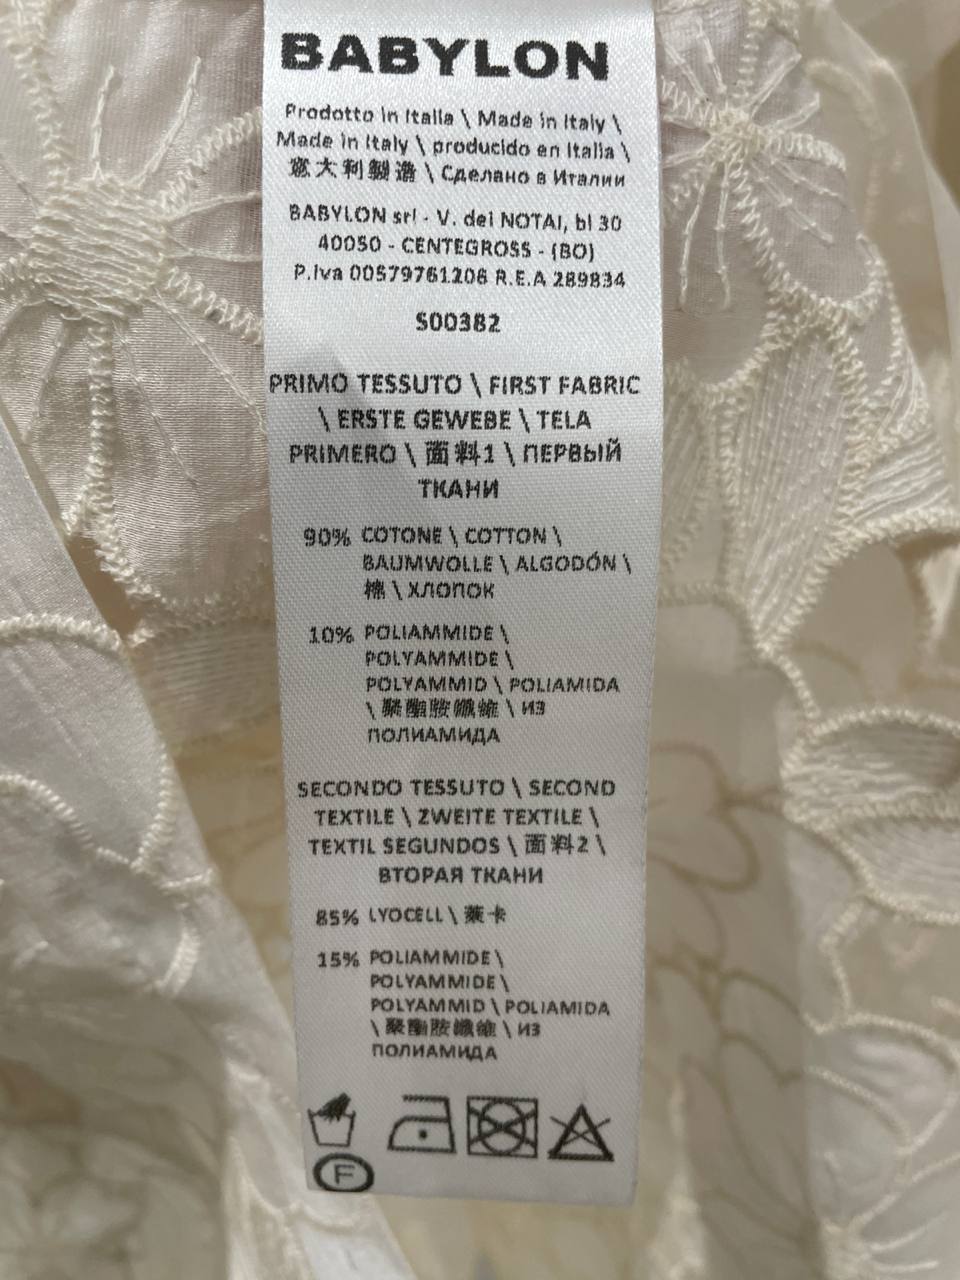 BABYLON
Prodotto in Italia \ Made in Italy \
Made in Italy \ producido en Italia \
意大利製造 \ Сделано в Италии
BABYLON srl - V. dei NOTAI, bl 30
40050 - CENTEGROSS - (BO)
P.Iva 00579761206 R.E.A 289834
S00382
PRIMO TESSUTO \ FIRST FABRIC
\ ERSTE GEWEBE \ TELA
PRIMERO \ 面料1 \ ПЕРВЫЙ
ТКАНИ
90% COTONE \ COTTON \
BAUMWOLLE \ ALGODÓN \
棉 \ ХЛОПОК
10% POLIAMMIDE \
POLYAMMIDE \
POLYAMMID \ POLIAMIDA
\ 聚酯胺纖維 \ ИЗ
ПОЛИАМИДА
SECONDO TESSUTO \ SECOND
TEXTILE \ ZWEITE TEXTILE \
TEXTIL SEGUNDOS \ 面料2 \
ВТОРАЯ ТКАНИ
85% LYOCELL \ 萊卡
15% POLIAMMIDE \
POLYAMMIDE \
POLYAMMID \ POLIAMIDA
\ 聚酯胺纖維 \ ИЗ
ПОЛИАМИДА
F